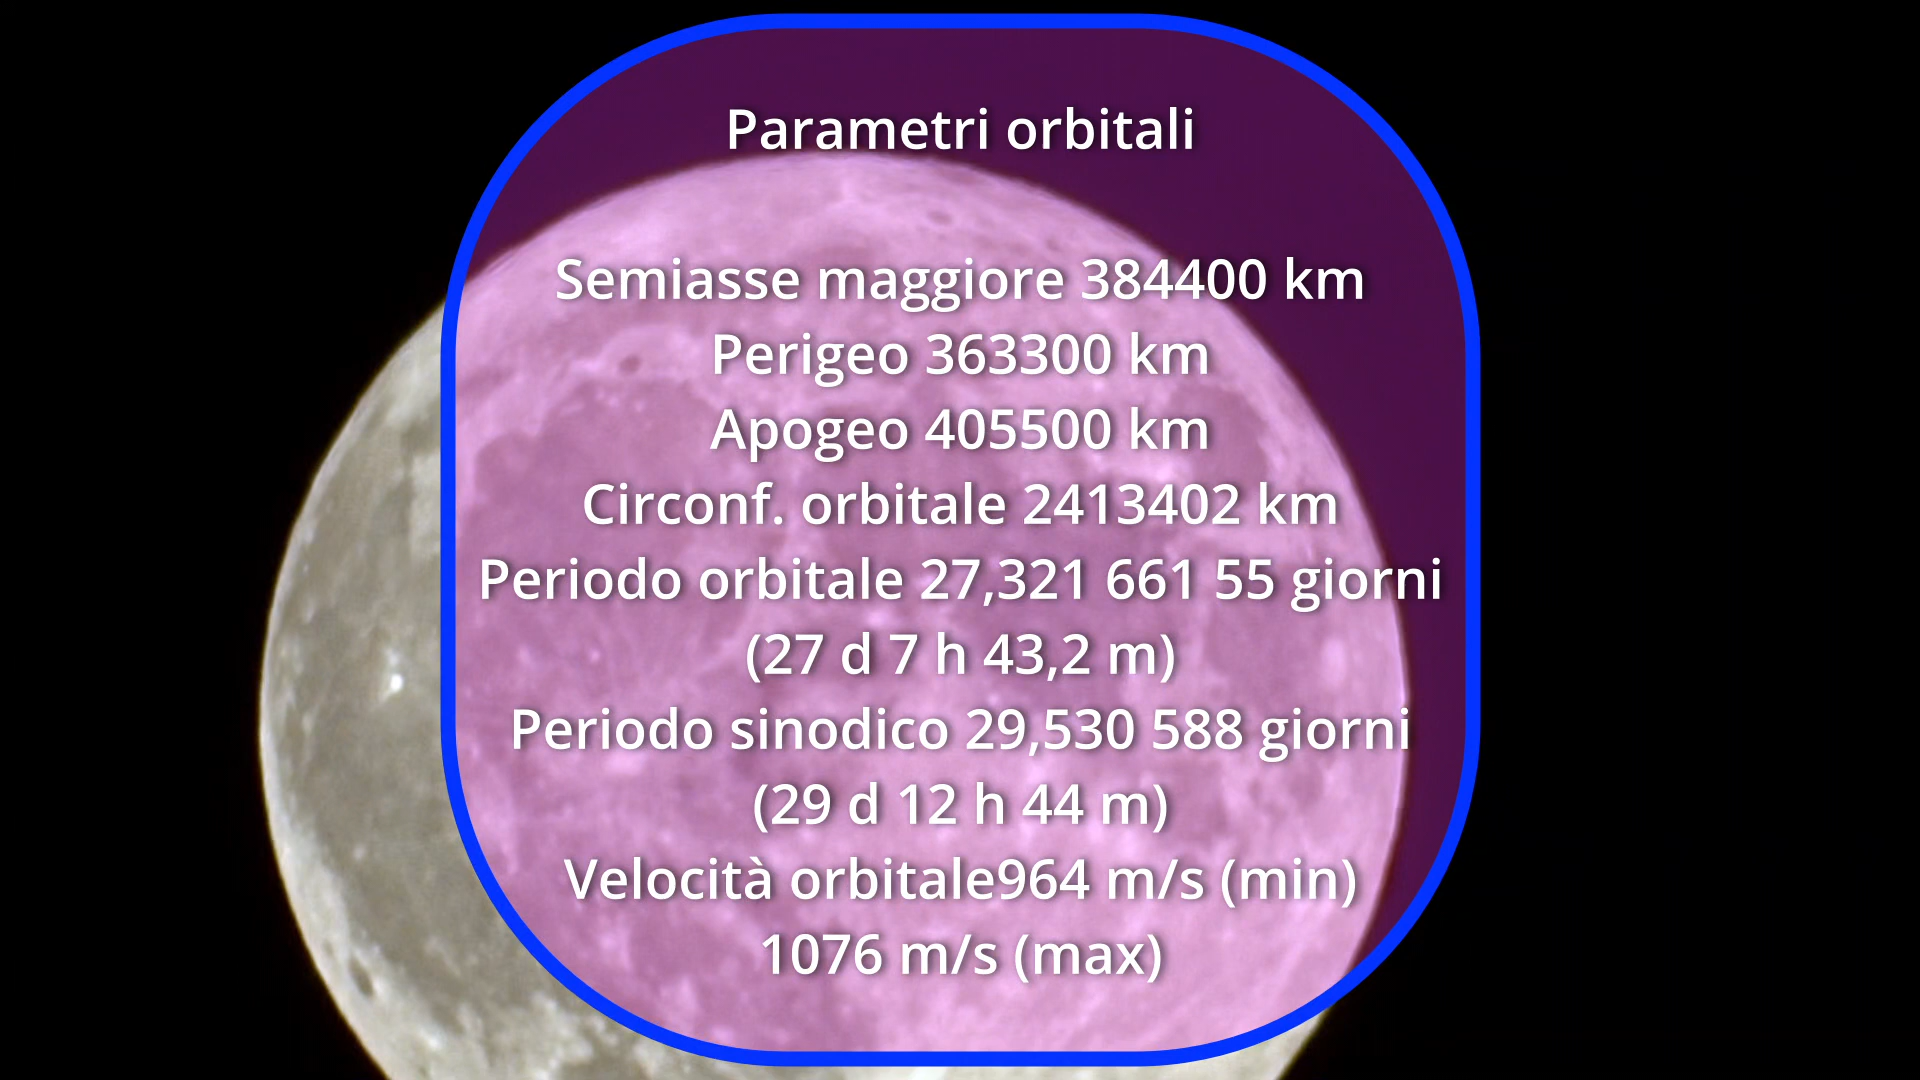 Parametri orbitali
Semiasse maggiore 384400 km
Perigeo 363300 km
Apogeo 405500 km
Circonf. orbitale 2413402 km
Periodo orbitale 27,321 661 55 giorni
(27 d 7 h 43,2 m)
Periodo sinodico 29,530 588 giorni
(29 d 12 h 44 m)
Velocità orbitale964 m/s (min)
1076 m/s (max)